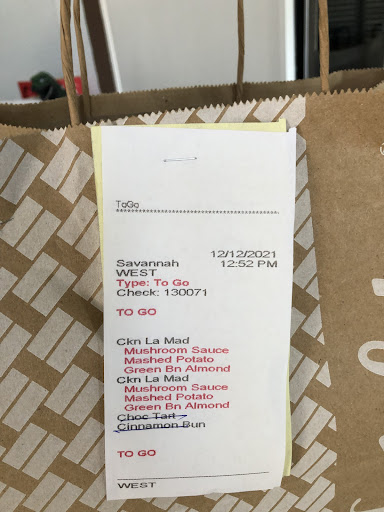 ToGo
****************************************
12/12/2021
Savannah 12:52 PM
WEST
Type: To Go
Check: 130071
TO GO
Ckn La Mad
Mushroom Sauce
Mashed Potato
Green Bn Almond
Ckn La Mad
Mushroom Sauce
Mashed Potato
Green Bn Almond
Choc Tart
Cinnamon Bun
TO GO
WEST